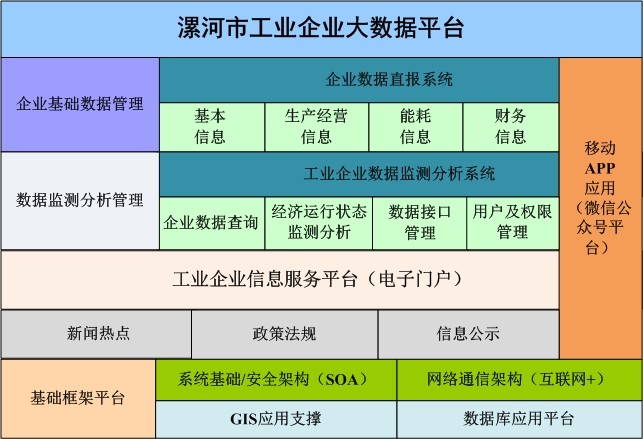 漯河市工业企业大数据平台
企业基础数据管理
企业数据直报系统
基本
信息
生产经营
信息
能耗
信息
财务
信息
数据监测分析管理
工业企业数据监测分析系统
企业数据查询
经济运行状态
监测分析
数据接口
管理
用户及权限
管理
移动
APP
应用
（微信公
众号平
台）
工业企业信息服务平台（电子门户）
新闻热点
政策法规
信息公示
基础框架平台
系统基础/安全架构（SOA）
网络通信架构（互联网+）
GIS应用支撑
数据库应用平台